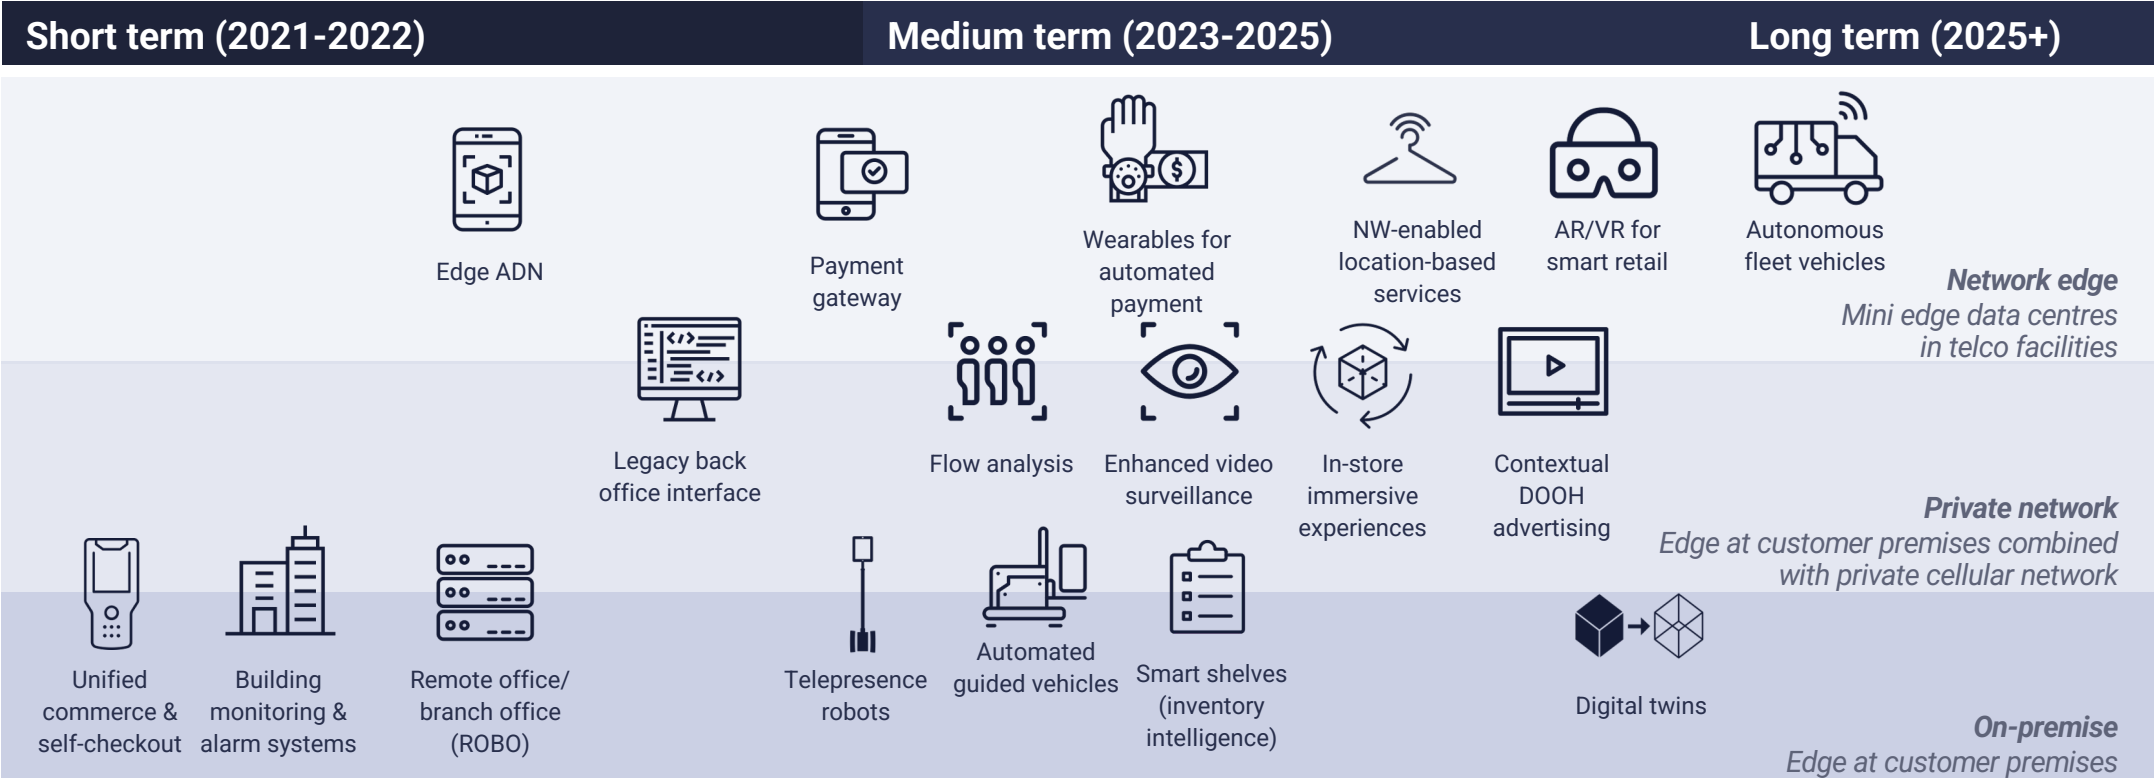 Short term (2021-2022)
Medium term (2023-2025)
Long term (2025+)
Edge ADN
Payment
gateway
Wearables for
automated
payment
NW-enabled
location-based
services
AR/VR for
smart retail
Autonomous
fleet vehicles
Network edge
Mini edge data centres
in telco facilities
Legacy back
office interface
Flow analysis
Enhanced video
surveillance
In-store
immersive
experiences
Contextual
DOOH
advertising
Private network
Edge at customer premises combined
with private cellular network
Unified
commerce &
self-checkout
Building
monitoring &
alarm systems
Remote office/
branch office
(ROBO)
Telepresence
robots
Automated
guided vehicles
Smart shelves
(inventory
intelligence)
Digital twins
On-premise
Edge at customer premises